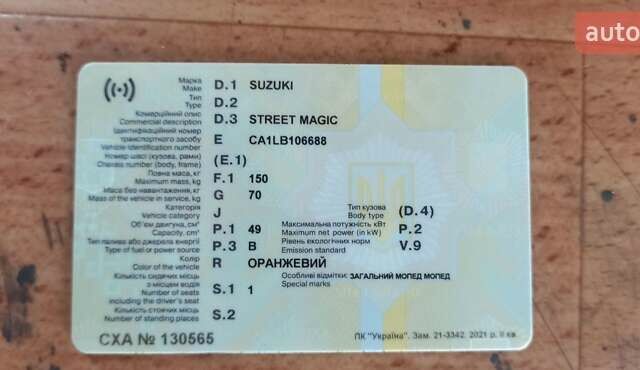 auto
Марка D.1 SUZUKI
Make
Тип D.2
Type
Комерційний опис D.3 STREET MAGIC
Commercial description
Ідентифікаційний номер
транспортного засобу E CA1LB106688
Vehicle identification number
Номер шасі (кузова, рами) (E.1)
Chassis number (body, frame)
Повна маса, кг F.1 150
Maximum mass, kg
Маса без навантаження, кг G 70
Mass of the vehicle in service, kg
Категорія J Тип кузова (D.4)
Vehicle category Body type
Об'єм двигуна, см³ P.1 49 Максимальна потужність кВт P.2
Capacity, cm³ Maximum net power (in kW)
Тип палива або джерела енергії P.3 B Рівень екологічних норм V.9
Type of fuel or power source Emission standard
Колір R ОРАНЖЕВИЙ
Color of the vehicle
Кількість сидячих місць Особливі відмітки: ЗАГАЛЬНИЙ МОПЕД МОПЕД
з місцем водія S.1 1 Special marks
Number of seats
including the driver's seat
Кількість стоячих місць S.2
Number of standing places
СХА № 130565 ПК "Україна". Зам. 21-3342. 2021 р. II кв.